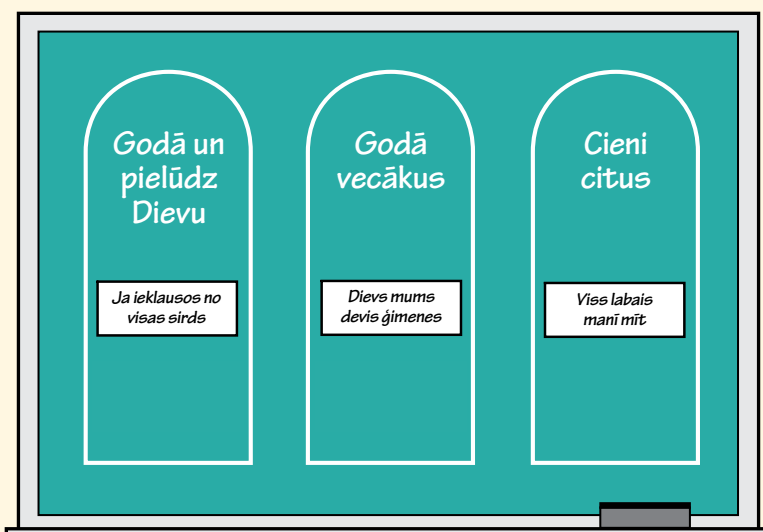 Godā un
pielūdz
Dievu
Ja ieklausos no
visas sirds
Godā
vecākus
Dievs mums
devis ģimenes
Cieni
citus
Viss labais
manī mīt